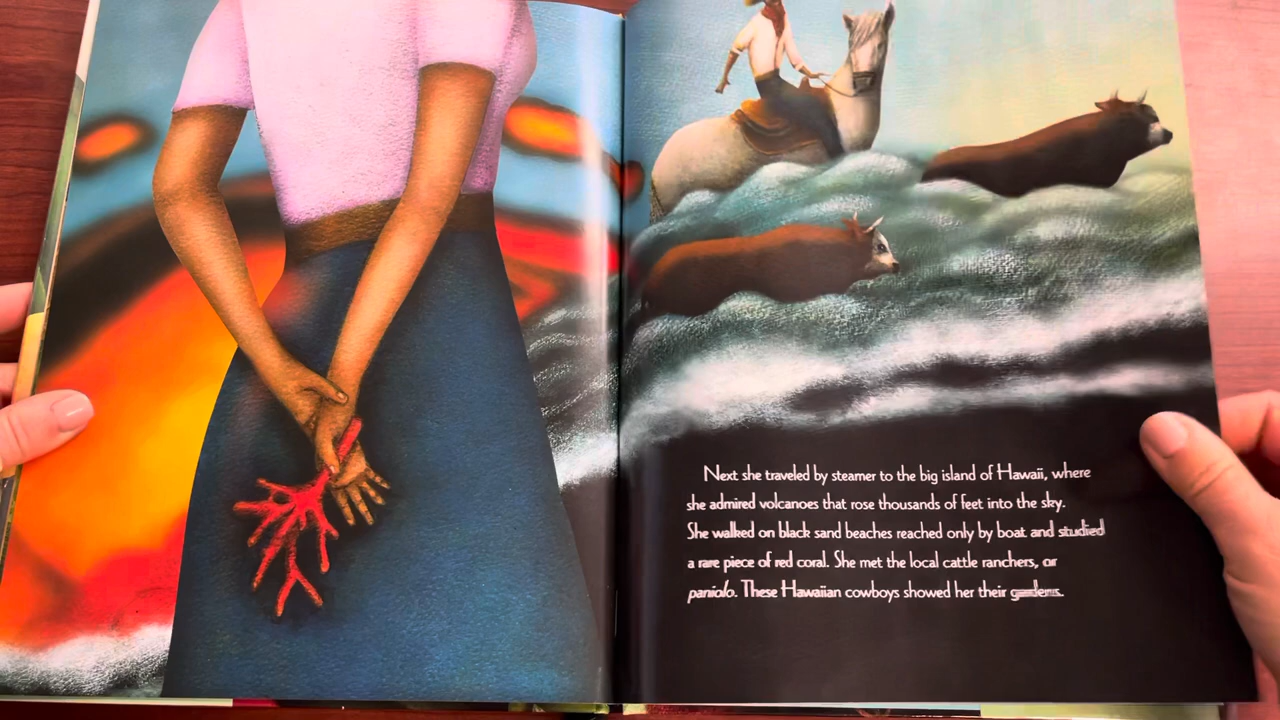 Next she traveled by steamer to the big island of Hawaii, where
she admired volcanoes that rose thousands of feet into the sky.
She walked on black sand beaches reached only by boat and studied
a rare piece of red coral. She met the local cattle ranchers, or
paniolo. These Hawaiian cowboys showed her their gardens.